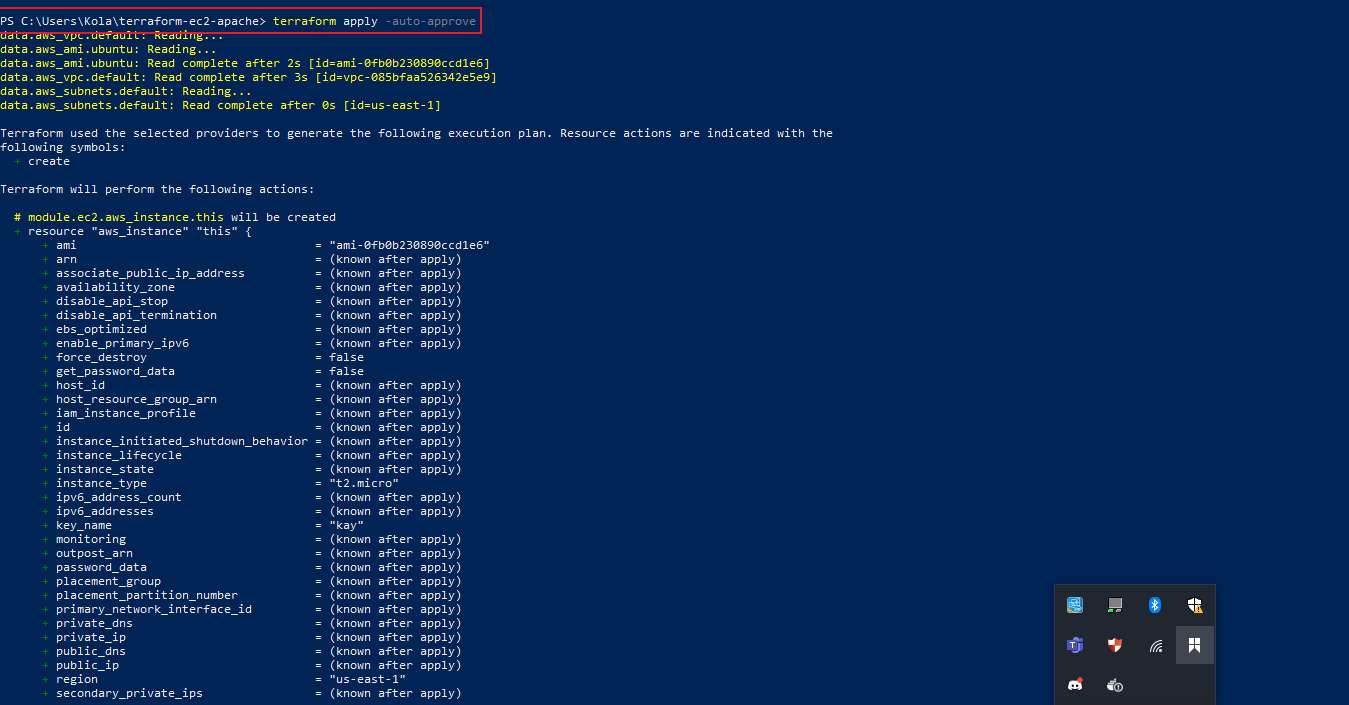 PS C:\Users\Kola\terraform-ec2-apache> terraform apply -auto-approve
data.aws_vpc.default: Reading...
data.aws_ami.ubuntu: Reading...
data.aws_ami.ubuntu: Read complete after 2s [id=ami-0fb0b230890ccd1e6]
data.aws_vpc.default: Read complete after 3s [id=vpc-085bfaa526342e5e9]
data.aws_subnets.default: Reading...
data.aws_subnets.default: Read complete after 0s [id=us-east-1]
Terraform used the selected providers to generate the following execution plan. Resource actions are indicated with the
following symbols:
+ create
Terraform will perform the following actions:
# module.ec2.aws_instance.this will be created
+ resource "aws_instance" "this" {
+ ami = "ami-0fb0b230890ccd1e6"
+ arn = (known after apply)
+ associate_public_ip_address = (known after apply)
+ availability_zone = (known after apply)
+ disable_api_stop = (known after apply)
+ disable_api_termination = (known after apply)
+ ebs_optimized = (known after apply)
+ enable_primary_ipv6 = (known after apply)
+ force_destroy = false
+ get_password_data = false
+ host_id = (known after apply)
+ host_resource_group_arn = (known after apply)
+ iam_instance_profile = (known after apply)
+ id = (known after apply)
+ instance_initiated_shutdown_behavior = (known after apply)
+ instance_lifecycle = (known after apply)
+ instance_state = (known after apply)
+ instance_type = "t2.micro"
+ ipv6_address_count = (known after apply)
+ ipv6_addresses = (known after apply)
+ key_name = "kay"
+ monitoring = (known after apply)
+ outpost_arn = (known after apply)
+ password_data = (known after apply)
+ placement_group = (known after apply)
+ placement_partition_number = (known after apply)
+ primary_network_interface_id = (known after apply)
+ private_dns = (known after apply)
+ private_ip = (known after apply)
+ public_dns = (known after apply)
+ public_ip = (known after apply)
+ region = "us-east-1"
+ secondary_private_ips = (known after apply)